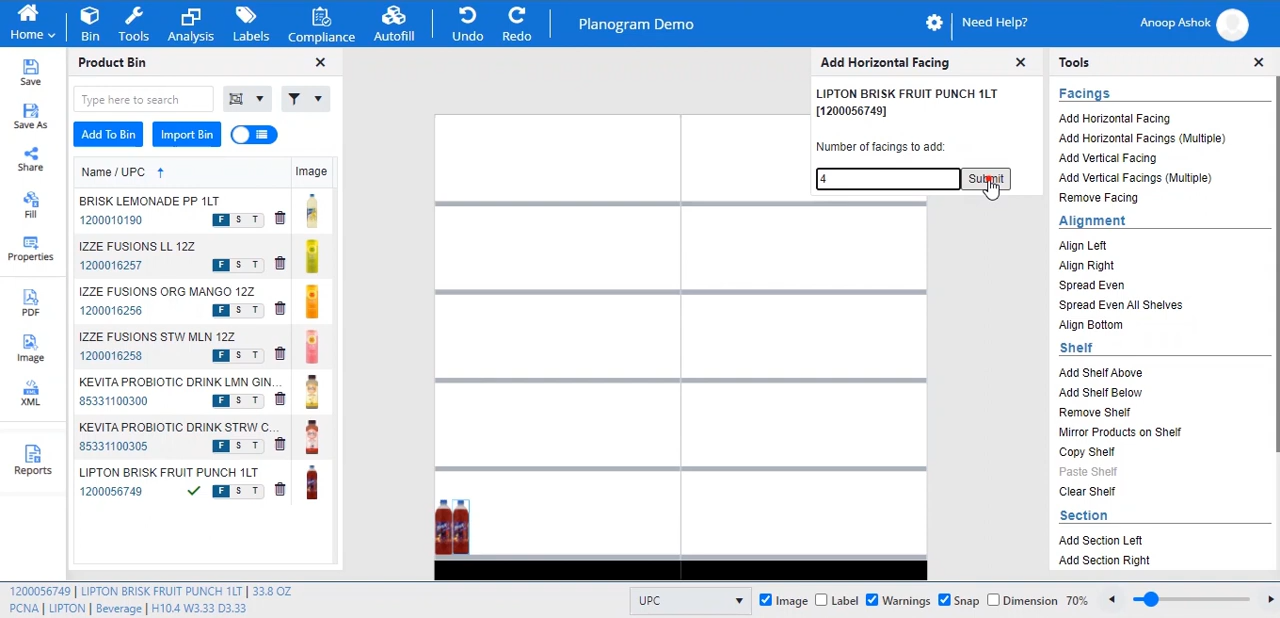 Home
Bin
Tools
Analysis
Labels
Compliance
Autofill
Undo
Redo
Planogram Demo
Need Help?
Anoop Ashok
Save
Save As
Share
Fill
Properties
PDF
Image
XML
Reports
Product Bin
Type here to search
Add To Bin
Import Bin
Name / UPC
Image
BRISK LEMONADE PP 1LT
1200010190 F S T
IZZE FUSIONS LL 12Z
1200016257 F S T
IZZE FUSIONS ORG MANGO 12Z
1200016256 F S T
IZZE FUSIONS STW MLN 12Z
1200016258 F S T
KEVITA PROBIOTIC DRINK LMN GIN...
85331100300 F S T
KEVITA PROBIOTIC DRINK STRW C...
85331100305 F S T
LIPTON BRISK FRUIT PUNCH 1LT
1200056749 F S T
Add Horizontal Facing
LIPTON BRISK FRUIT PUNCH 1LT
[1200056749]
Number of facings to add:
4
Submit
Tools
Facings
Add Horizontal Facing
Add Horizontal Facings (Multiple)
Add Vertical Facing
Add Vertical Facings (Multiple)
Remove Facing
Alignment
Align Left
Align Right
Spread Even
Spread Even All Shelves
Align Bottom
Shelf
Add Shelf Above
Add Shelf Below
Remove Shelf
Mirror Products on Shelf
Copy Shelf
Paste Shelf
Clear Shelf
Section
Add Section Left
Add Section Right
1200056749 | LIPTON BRISK FRUIT PUNCH 1LT | 33.8 OZ
PCNA | LIPTON | Beverage | H10.4 W3.33 D3.33
UPC
Image
Label
Warnings
Snap
Dimension
70%